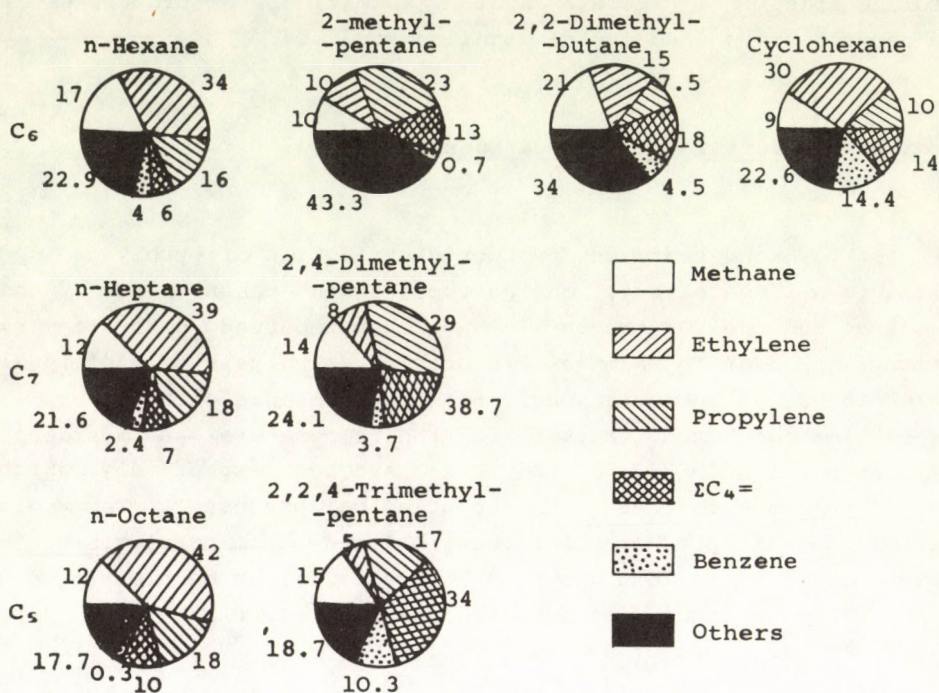 2-methyl-
-pentane
2,2-Dimethyl-
-butane
n-Hexane
Cyclohexane
C6
17
34
22.9
16
4
6
10
23
10
13
0.7
43.3
21
15
7.5
18
34
4.5
30
10
9
14
22.6
14.4
n-Heptane
2,4-Dimethyl-
-pentane
C7
39
12
21.6
18
2.4
7
8
29
14
38.7
24.1
3.7
n-Octane
2,2,4-Trimethyl-
-pentane
C5
42
12
17.7
0.3
10
18
5
17
15
34
18.7
10.3
Methane
Ethylene
Propylene
ΣC4=
Benzene
Others